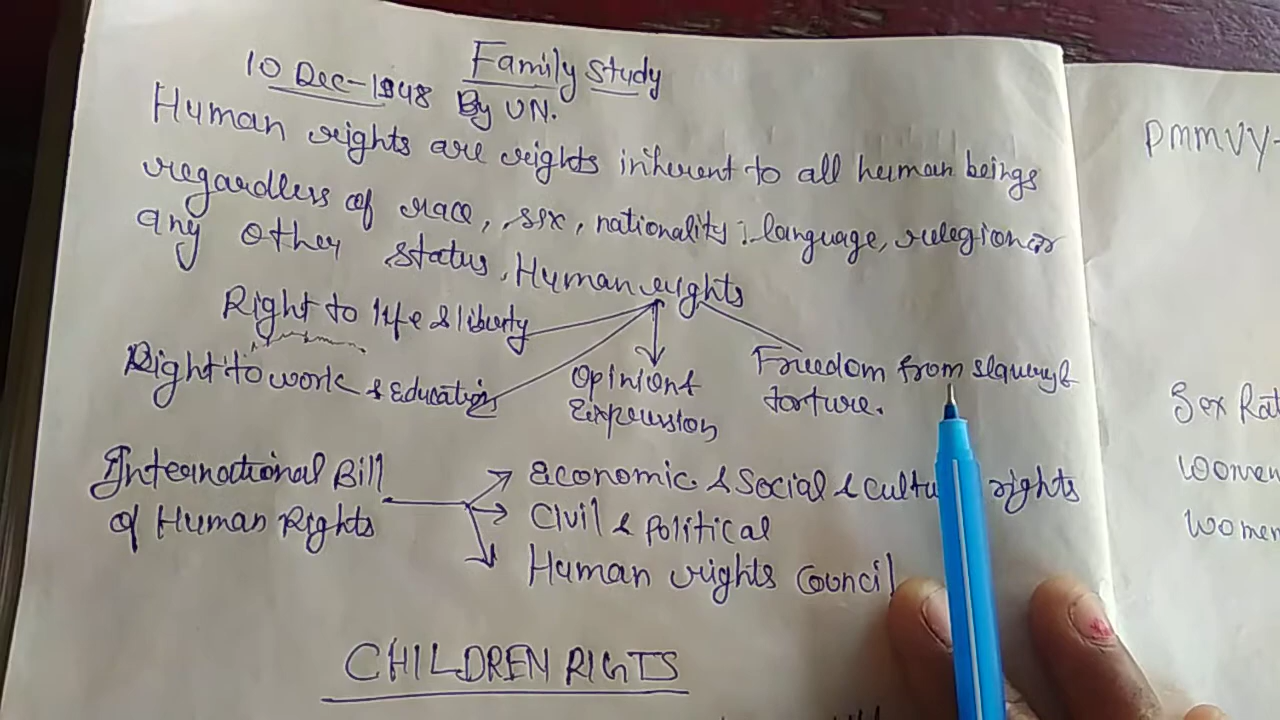 Family Study
10 Dec-1948 By UN.
Human rights are rights inherent to all human beings
regardless of race, sex, nationality, language, relegion or
any other status. Human rights
Right to life & liberty
Right to work & Education
Opinion &
Expression
Freedom from slavery &
torture.
International Bill
of Human Rights
Economic & Social & cultu rights
Civil & Political
Human rights Council
CHILDREN RIGTS
PMMVY-
Sex Rat
women
women